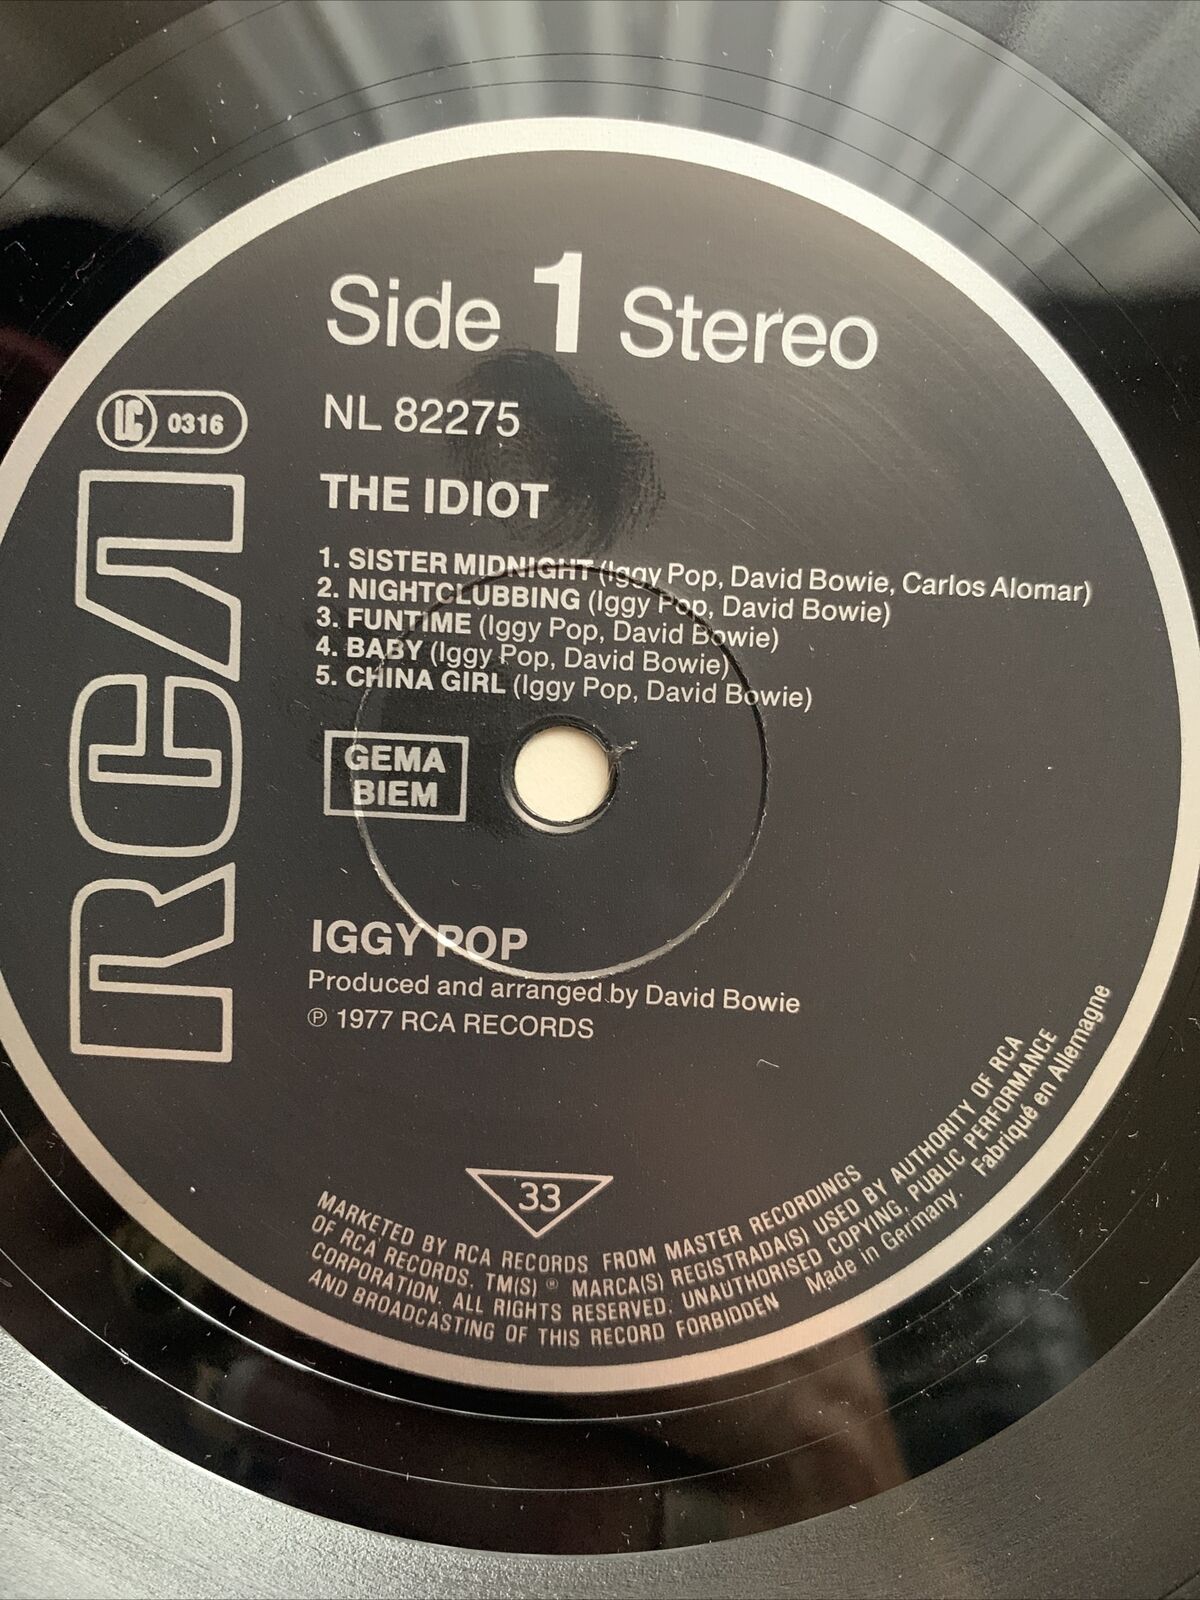 Side 1 Stereo
LC 0316
NL 82275
RCA
THE IDIOT
1. SISTER MIDNIGHT (Iggy Pop, David Bowie, Carlos Alomar)
2. NIGHTCLUBBING (Iggy Pop, David Bowie)
3. FUNTIME (Iggy Pop, David Bowie)
4. BABY (Iggy Pop, David Bowie)
5. CHINA GIRL (Iggy Pop, David Bowie)
GEMA
BIEM
IGGY POP
Produced and arranged by David Bowie
℗ 1977 RCA RECORDS
33
MARKETED BY RCA RECORDS FROM MASTER RECORDINGS
OF RCA RECORDS. TM(S) ® MARCA(S) REGISTRADA(S) USED BY AUTHORITY OF RCA
CORPORATION. ALL RIGHTS RESERVED. UNAUTHORISED COPYING, PUBLIC PERFORMANCE
AND BROADCASTING OF THIS RECORD FORBIDDEN Made in Germany. Fabriqué en Allemagne